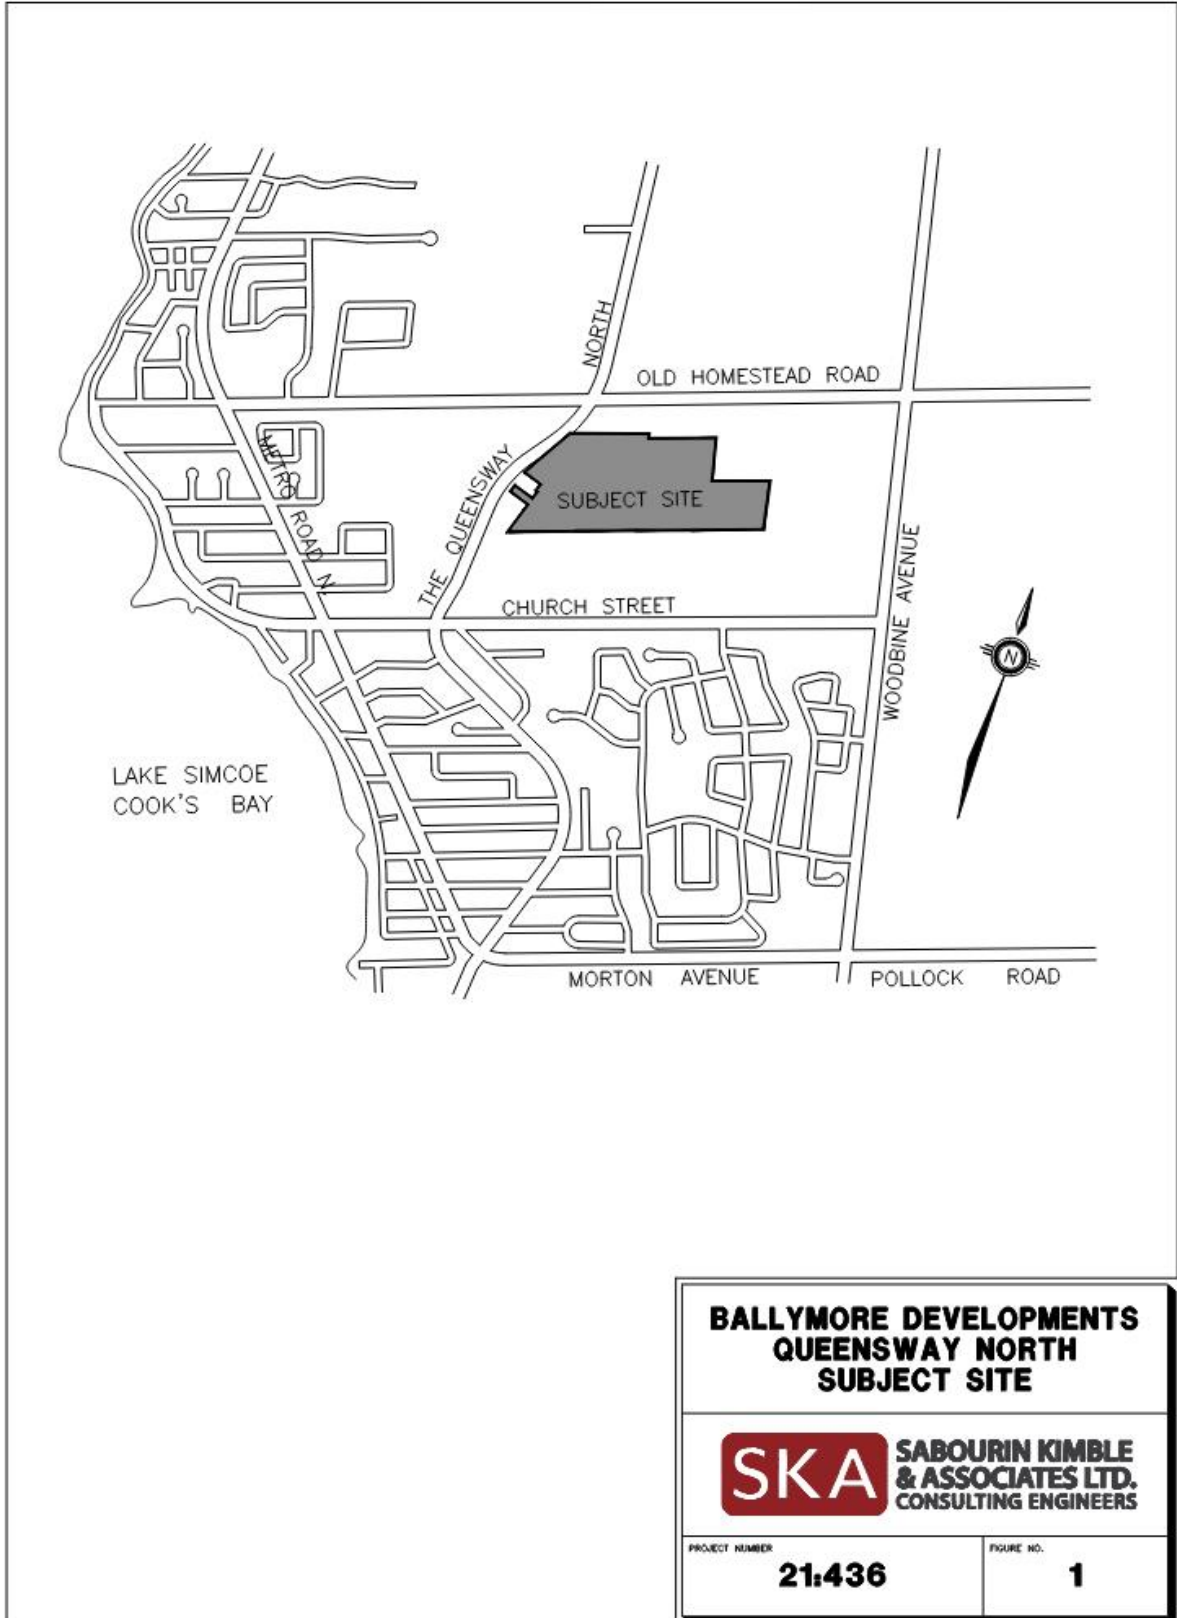 NORTH
OLD HOMESTEAD ROAD
METRO ROAD N.
THE QUEENSWAY
SUBJECT SITE
WOODBINE AVENUE
CHURCH STREET
N
LAKE SIMCOE
COOK'S BAY
MORTON AVENUE
POLLOCK ROAD
BALLYMORE DEVELOPMENTS
QUEENSWAY NORTH
SUBJECT SITE
SKA
SABOURIN KIMBLE
& ASSOCIATES LTD.
CONSULTING ENGINEERS
PROJECT NUMBER
21:436
FIGURE NO.
1